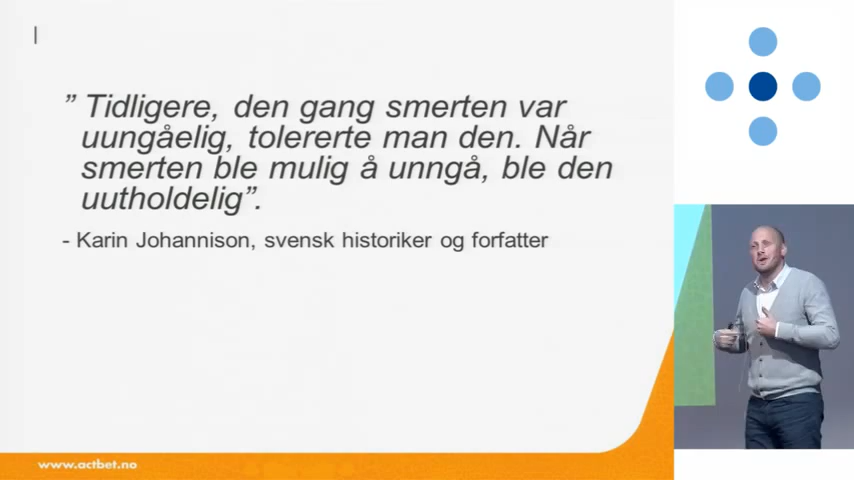 |
” Tidligere, den gang smerten var
uungåelig, tolererte man den. Når
smerten ble mulig å unngå, ble den
uutholdelig”.
- Karin Johannison, svensk historiker og forfatter
www.actbet.no